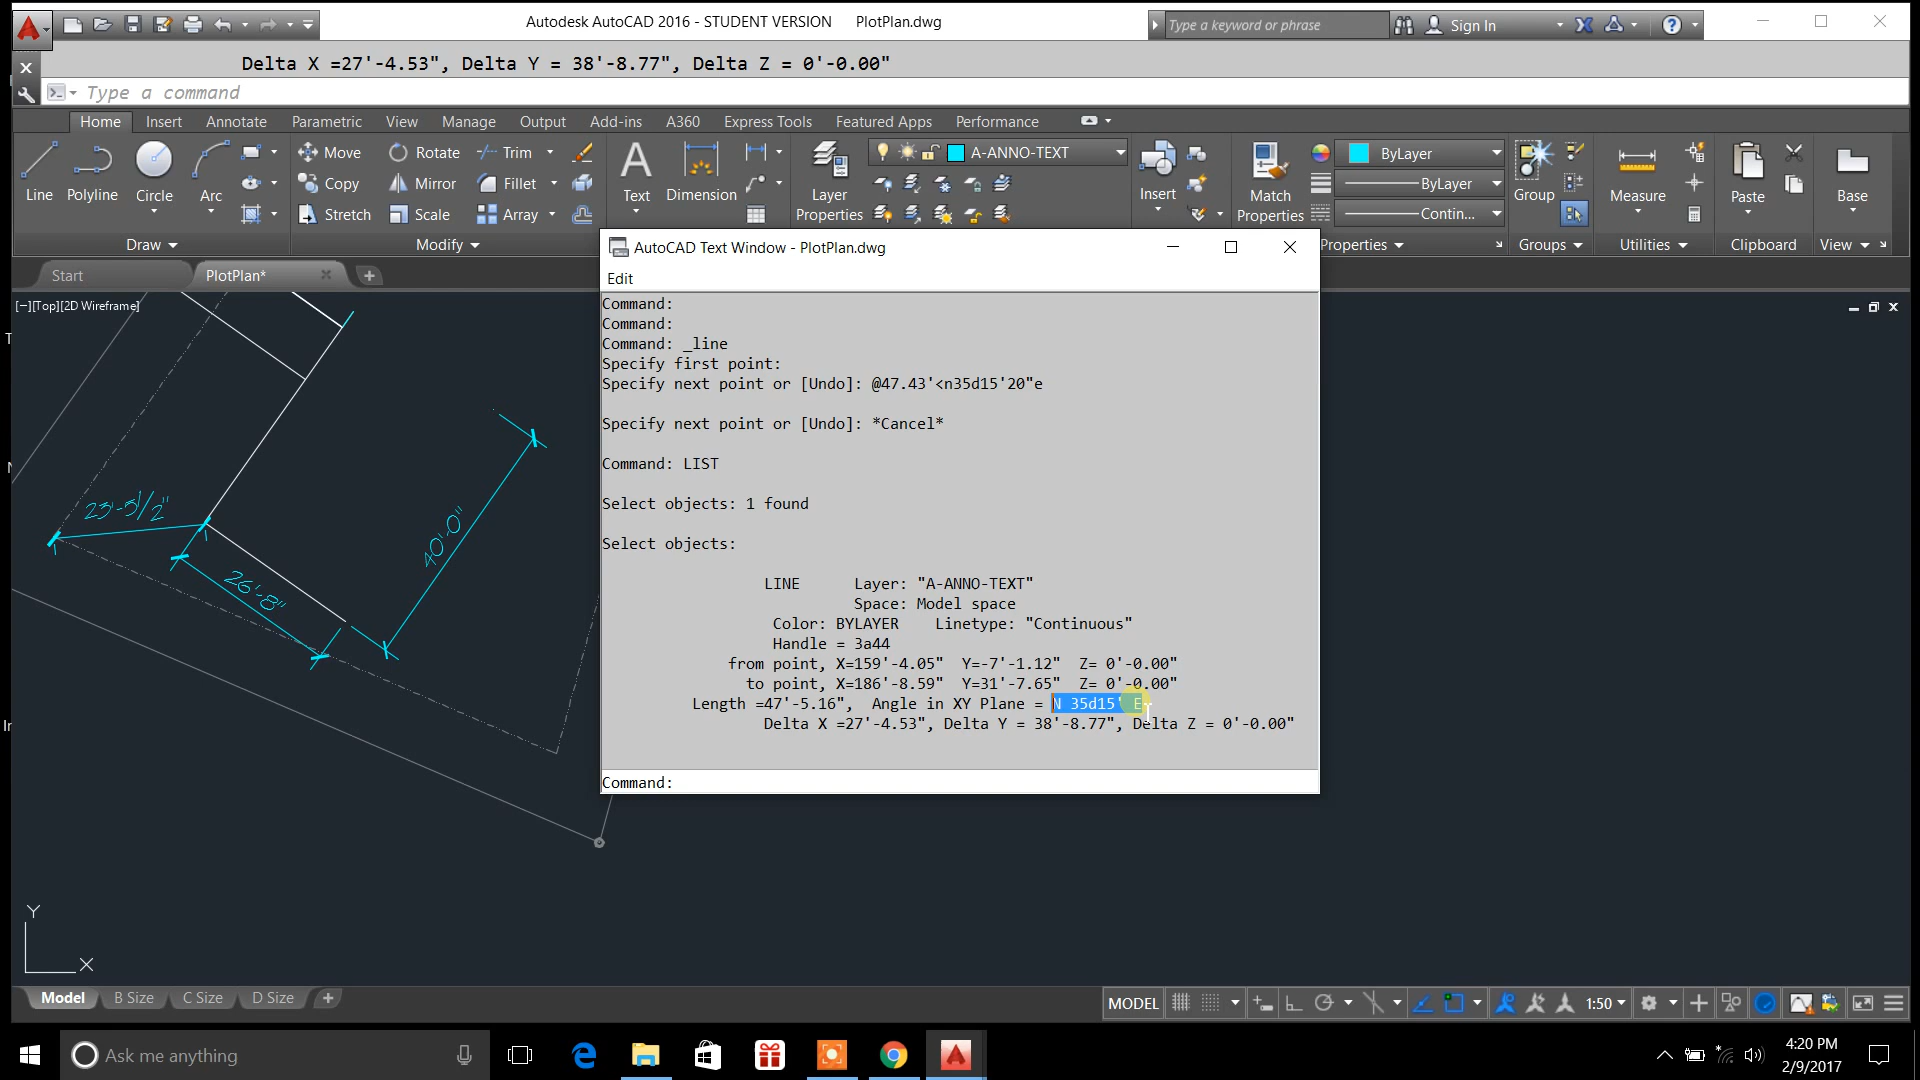 Autodesk AutoCAD 2016 - STUDENT VERSION PlotPlan.dwg
Type a keyword or phrase
Sign In
Delta X =27'-4.53", Delta Y = 38'-8.77", Delta Z = 0'-0.00"
Type a command
Home Insert Annotate Parametric View Manage Output Add-ins A360 Express Tools Featured Apps Performance
Line Polyline Circle Arc
Move Rotate Trim
Copy Mirror Fillet
Stretch Scale Array
Text Dimension
Layer Properties
A-ANNO-TEXT
Insert
Match Properties
ByLayer
ByLayer
Contin...
Group
Measure
Paste
Base
Draw Modify Properties Groups Utilities Clipboard View
Start PlotPlan*
[−][Top][2D Wireframe]
AutoCAD Text Window - PlotPlan.dwg
Edit
Command:
Command:
Command: _line
Specify first point:
Specify next point or [Undo]: @47.43'<n35d15'20"e
Specify next point or [Undo]: *Cancel*
Command: LIST
Select objects: 1 found
Select objects:
LINE Layer: "A-ANNO-TEXT"
Space: Model space
Color: BYLAYER Linetype: "Continuous"
Handle = 3a44
from point, X=159'-4.05" Y=-7'-1.12" Z= 0'-0.00"
to point, X=186'-8.59" Y=31'-7.65" Z= 0'-0.00"
Length =47'-5.16", Angle in XY Plane = N 35d15' E
Delta X =27'-4.53", Delta Y = 38'-8.77", Delta Z = 0'-0.00"
Command:
23'-3 1/2"
26'-8"
40'-0"
Y
X
Model B Size C Size D Size
MODEL
1:50
Ask me anything
4:20 PM
2/9/2017